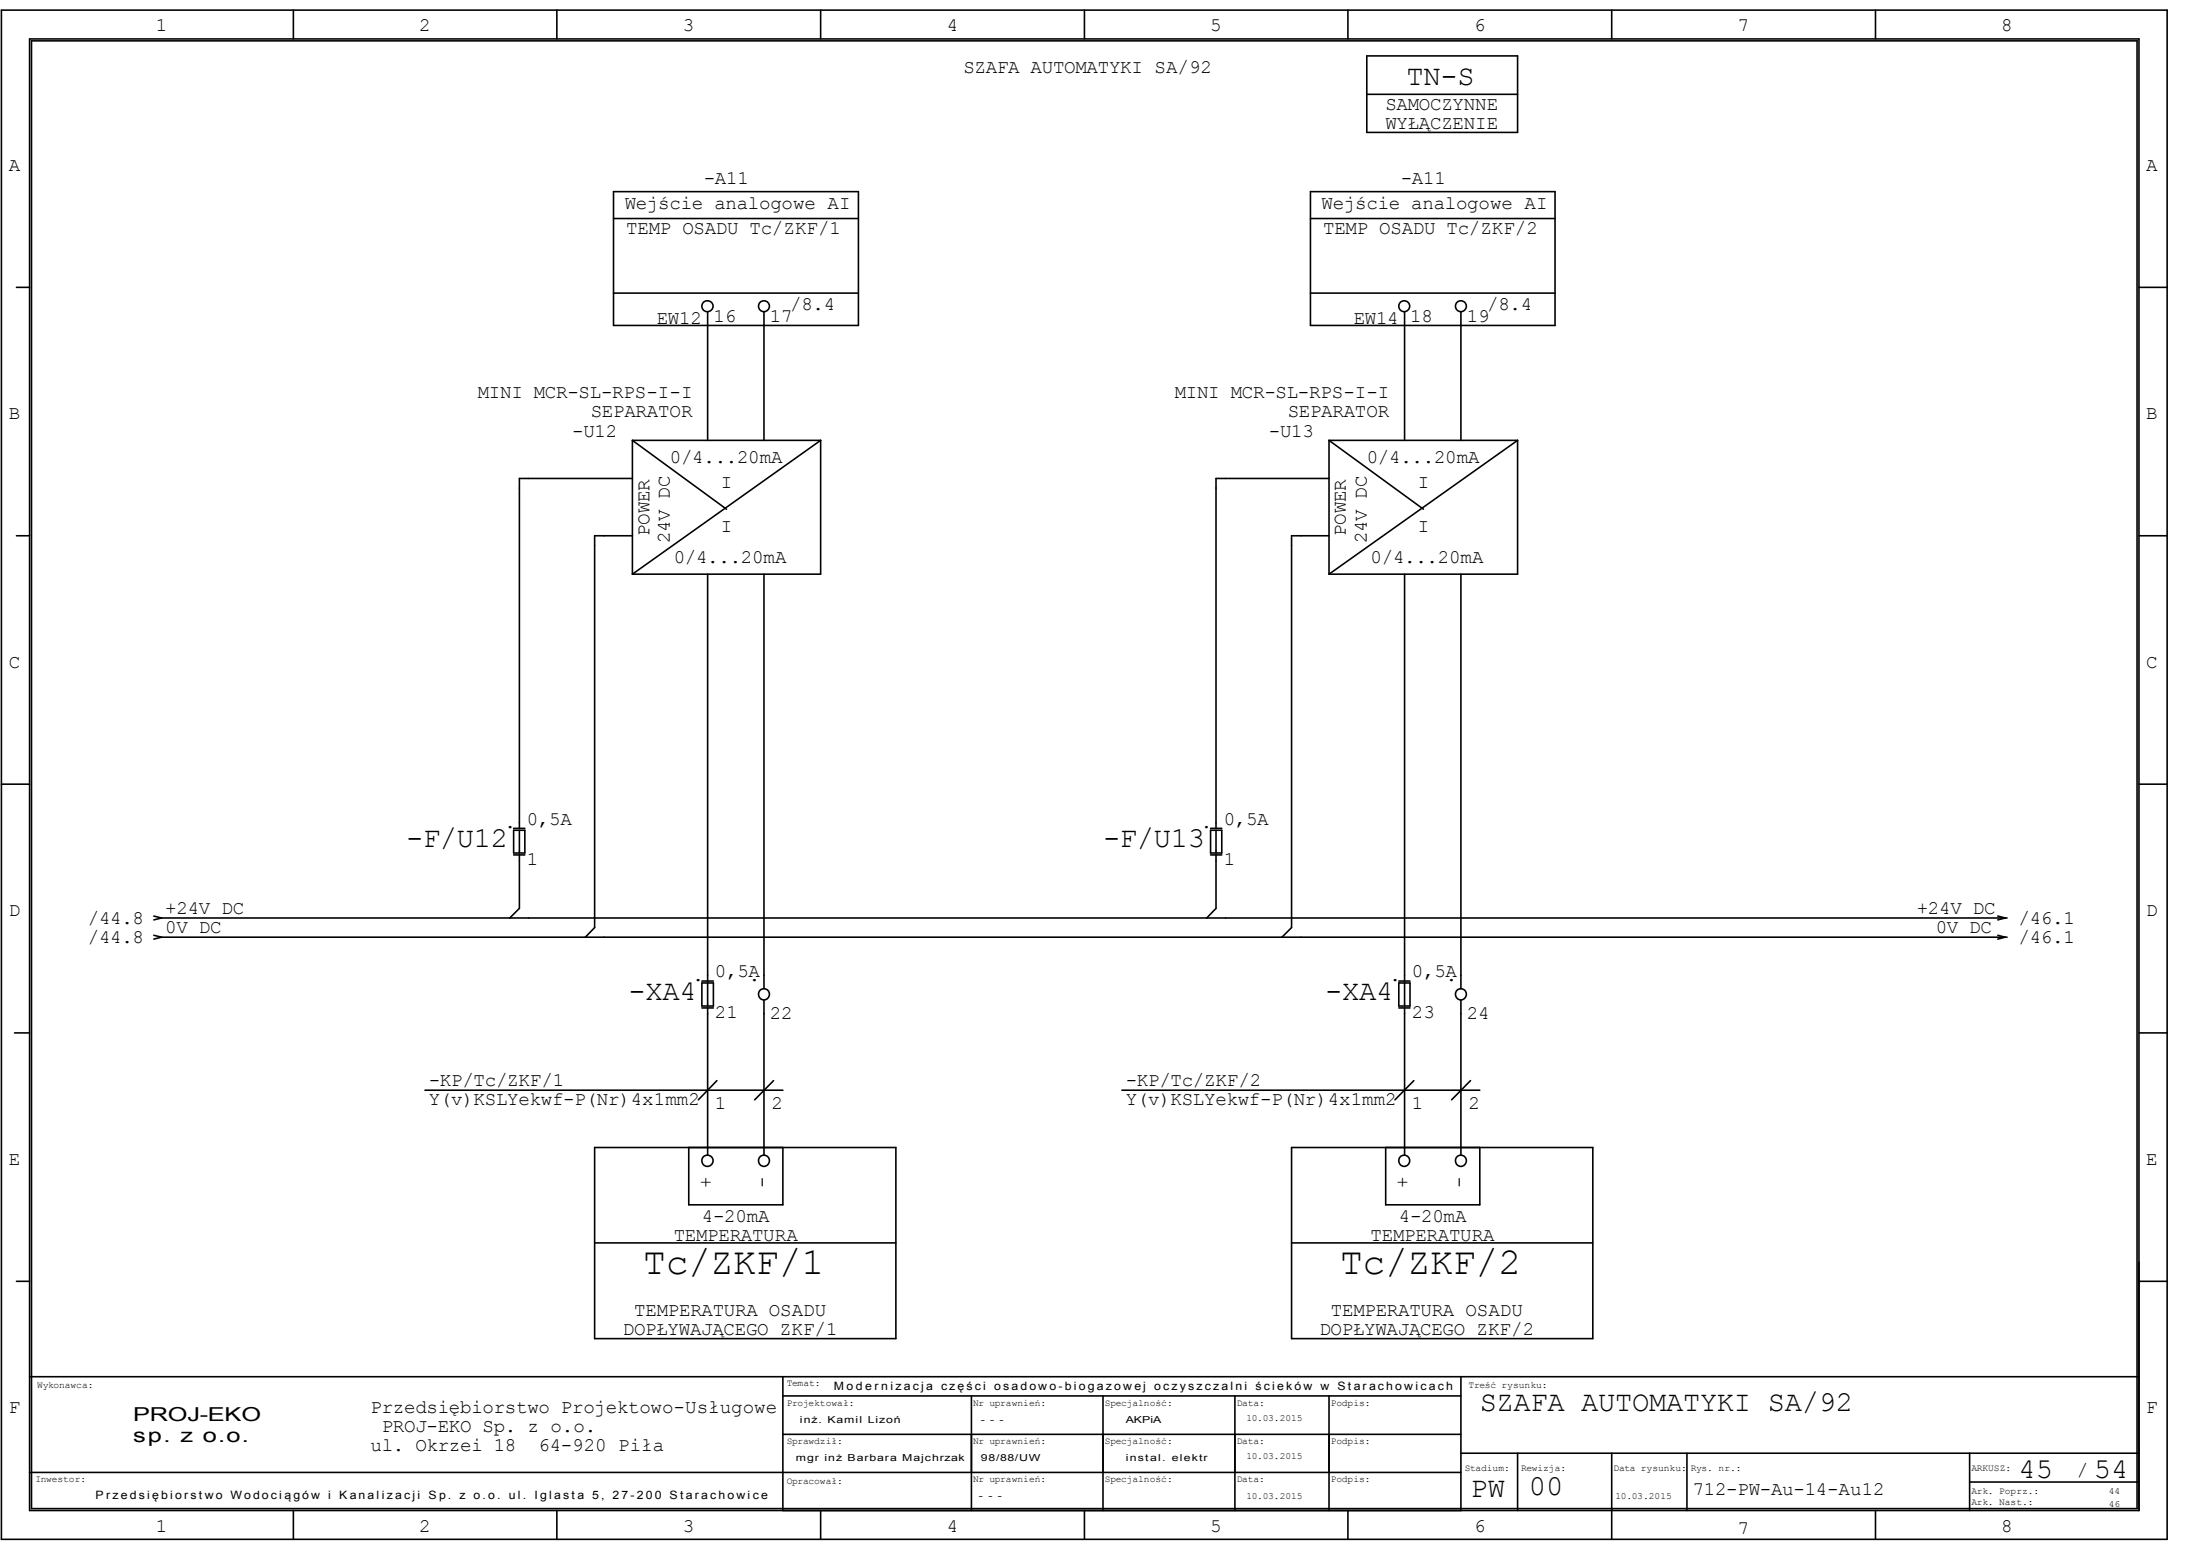 1 2 3 4 5 6 7 8
SZAFA AUTOMATYKI SA/92
TN-S
SAMOCZYNNE
WYŁĄCZENIE
A A
-A11
Wejście analogowe AI
TEMP OSADU Tc/ZKF/1
EW12 16 17 /8.4
-A11
Wejście analogowe AI
TEMP OSADU Tc/ZKF/2
EW14 18 19 /8.4
B B
MINI MCR-SL-RPS-I-I
SEPARATOR
-U12
0/4...20mA
I
POWER
24V DC
I
0/4...20mA
MINI MCR-SL-RPS-I-I
SEPARATOR
-U13
0/4...20mA
I
POWER
24V DC
I
0/4...20mA
C C
-F/U12 0,5A
1
-F/U13 0,5A
1
D D
/44.8 +24V DC +24V DC /46.1
/44.8 0V DC 0V DC /46.1
-XA4 0,5A
21 22
-XA4 0,5A
23 24
-KP/Tc/ZKF/1
Y(v)KSLYekwf-P(Nr)4x1mm2 1 2
-KP/Tc/ZKF/2
Y(v)KSLYekwf-P(Nr)4x1mm2 1 2
E E
+ -
4-20mA
TEMPERATURA
Tc/ZKF/1
TEMPERATURA OSADU
DOPŁYWAJĄCEGO ZKF/1
+ -
4-20mA
TEMPERATURA
Tc/ZKF/2
TEMPERATURA OSADU
DOPŁYWAJĄCEGO ZKF/2
F F
Wykonawca:
PROJ-EKO
sp. z o.o.
Przedsiębiorstwo Projektowo-Usługowe
PROJ-EKO Sp. z o.o.
ul. Okrzei 18 64-920 Piła
Inwestor:
Przedsiębiorstwo Wodociągów i Kanalizacji Sp. z o.o. ul. Iglasta 5, 27-200 Starachowice
Temat: Modernizacja części osadowo-biogazowej oczyszczalni ścieków w Starachowicach
Projektował: Nr uprawnień: Specjalność: Data: Podpis:
inż. Kamil Lizoń - - - AKPiA 10.03.2015
Sprawdził: Nr uprawnień: Specjalność: Data: Podpis:
mgr inż Barbara Majchrzak 98/88/UW instal. elektr 10.03.2015
Opracował: Nr uprawnień: Specjalność: Data: Podpis:
- - - 10.03.2015
Treść rysunku:
SZAFA AUTOMATYKI SA/92
Stadium: Rewizja: Data rysunku: Rys. nr.: ARKUSZ: 45 / 54
PW 00 10.03.2015 712-PW-Au-14-Au12
Ark. Poprz.: 44
Ark. Nast.: 46
1 2 3 4 5 6 7 8